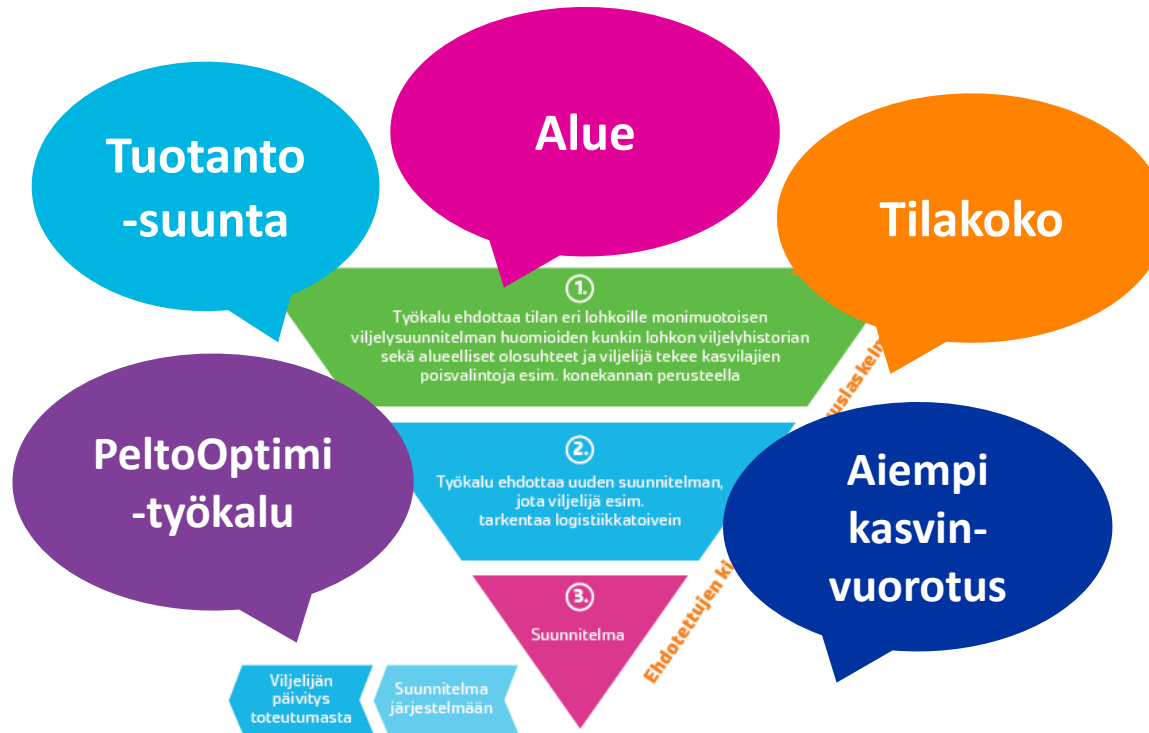 Tuotanto
-suunta
Alue
Tilakoko
1.
Työkalu ehdottaa tilan eri lohkoille monimuotoisen
viljelysuunnitelman huomioiden kunkin lohkon viljelyhistorian
sekä alueelliset olosuhteet ja viljelijä tekee kasvilajien
poisvalintoja esim. konekannan perusteella
PeltoOptimi
-työkalu
2.
Työkalu ehdottaa uuden suunnitelman,
jota viljelijä esim.
tarkentaa logistiikkatoivein
Aiempi
kasvin-
vuorotus
3.
Suunnitelma
Ehdotettujen
Viljelijän
päivitys
toteutumasta
Suunnitelma
järjestelmään